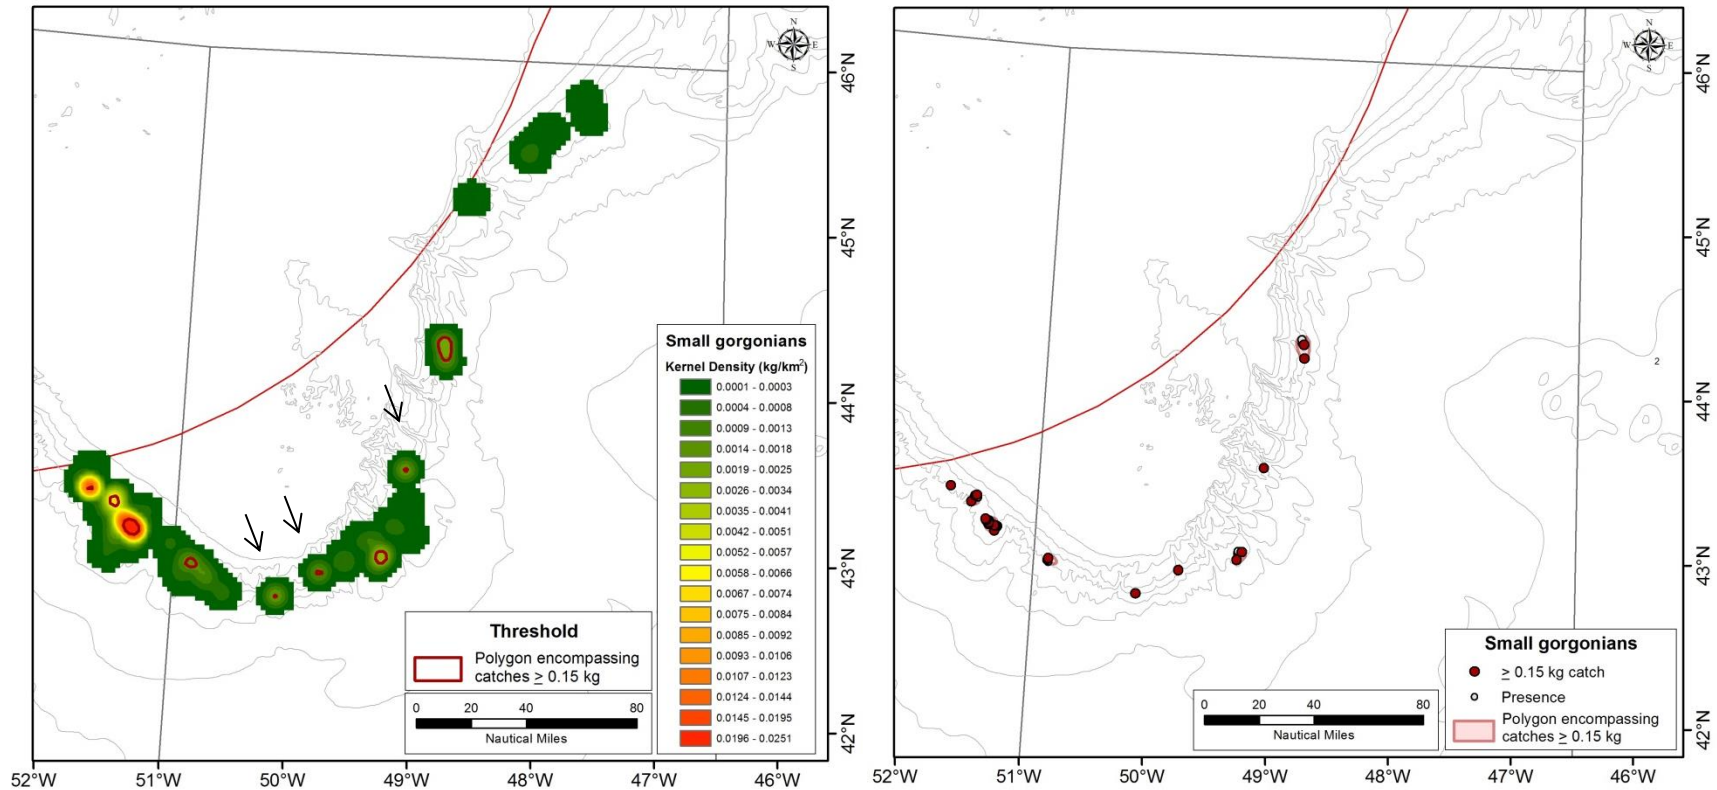 N
W E
S
46°N
45°N
44°N
43°N
42°N
Small gorgonians
Kernel Density (kg/km²)
0.0001 - 0.0003
0.0004 - 0.0008
0.0009 - 0.0013
0.0014 - 0.0018
0.0019 - 0.0025
0.0026 - 0.0034
0.0035 - 0.0041
0.0042 - 0.0051
0.0052 - 0.0057
0.0058 - 0.0066
0.0067 - 0.0074
0.0075 - 0.0084
0.0085 - 0.0092
0.0093 - 0.0106
0.0107 - 0.0123
0.0124 - 0.0144
0.0145 - 0.0195
0.0196 - 0.0251
Threshold
Polygon encompassing
catches ≥ 0.15 kg
0 20 40 80
Nautical Miles
52°W 51°W 50°W 49°W 48°W 47°W 46°W
N
W E
S
46°N
45°N
2
44°N
43°N
42°N
Small gorgonians
≥ 0.15 kg catch
Presence
Polygon encompassing
catches ≥ 0.15 kg
0 20 40 80
Nautical Miles
52°W 51°W 50°W 49°W 48°W 47°W 46°W